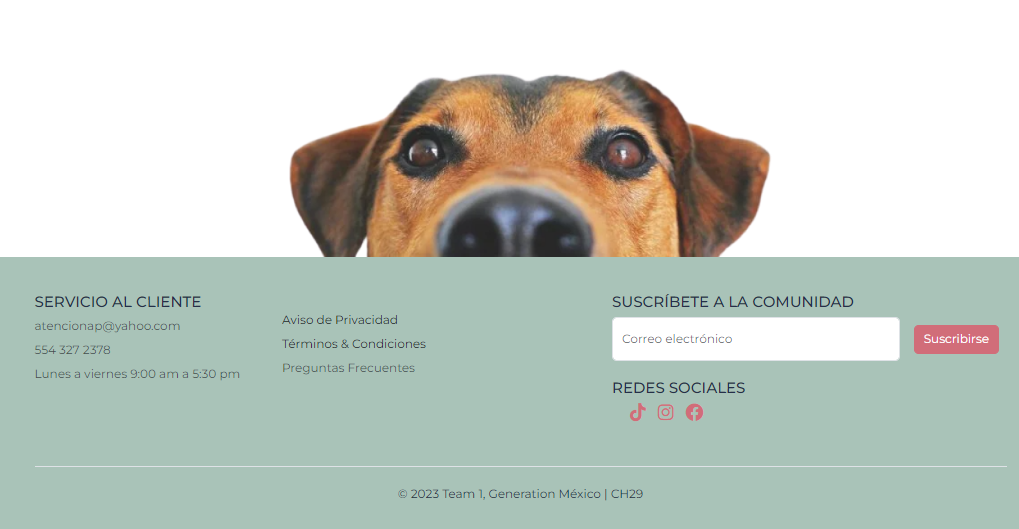 SERVICIO AL CLIENTE
atencionap@yahoo.com
554 327 2378
Lunes a viernes 9:00 am a 5:30 pm
Aviso de Privacidad
Términos & Condiciones
Preguntas Frecuentes
SUSCRÍBETE A LA COMUNIDAD
Correo electrónico
Suscribirse
REDES SOCIALES
© 2023 Team 1, Generation México | CH29